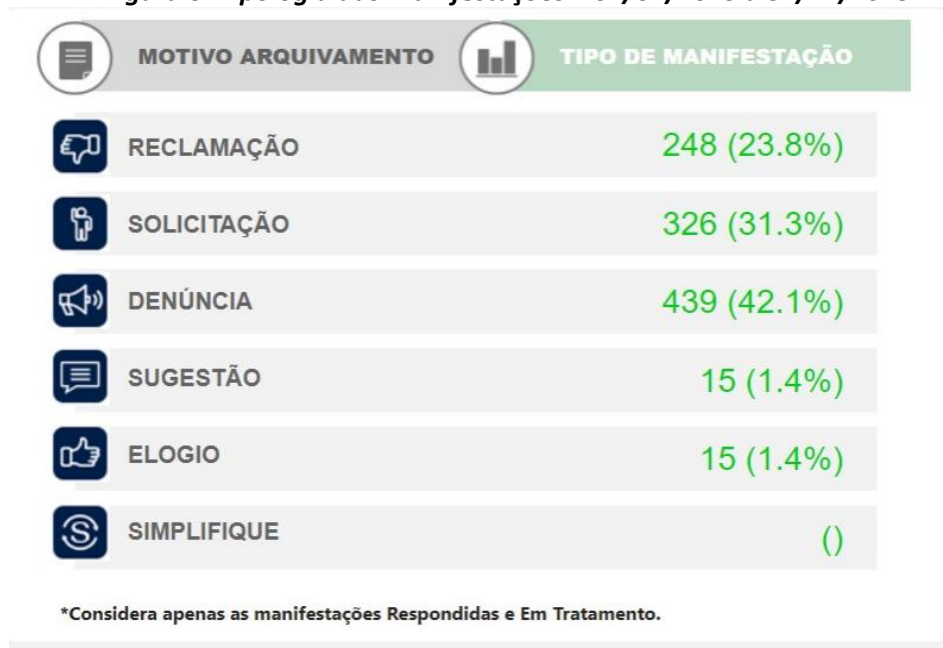 MOTIVO ARQUIVAMENTO TIPO DE MANIFESTAÇÃO
RECLAMAÇÃO 248 (23.8%)
SOLICITAÇÃO 326 (31.3%)
DENÚNCIA 439 (42.1%)
SUGESTÃO 15 (1.4%)
ELOGIO 15 (1.4%)
SIMPLIFIQUE ()
*Considera apenas as manifestações Respondidas e Em Tratamento.